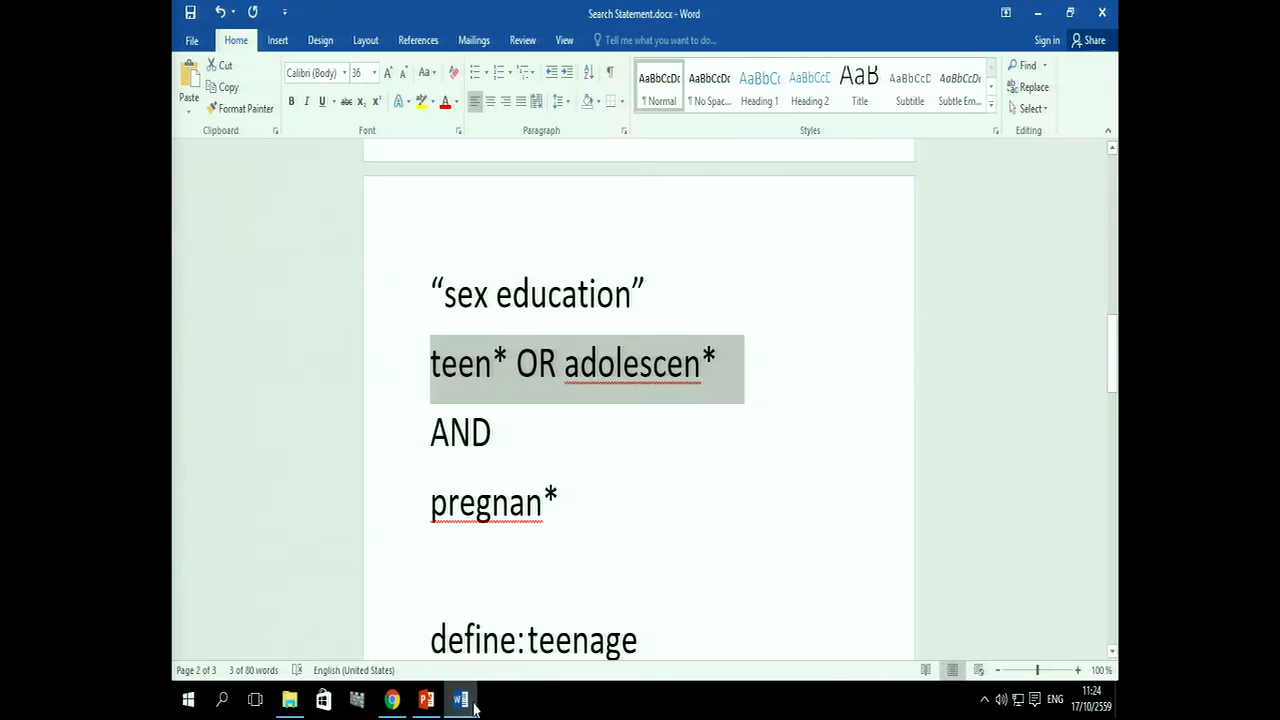 Search Statement.docx - Word
File Home Insert Design Layout References Mailings Review View Tell me what you want to do... Sign in Share
Paste Cut Copy Format Painter
Calibri (Body) 36
Clipboard Font Paragraph Styles Editing
AaBbCcDc AaBbCcDc AaBbCc AaBbCcD AaB AaBbCcD AaBbCcDc
¶ Normal ¶ No Spac... Heading 1 Heading 2 Title Subtitle Subtle Em...
Find
Replace
Select
“sex education”
teen* OR adolescen*
AND
pregnan*
define:teenage
Page 2 of 3 3 of 80 words English (United States) 100%
ENG 11:24
17/10/2559